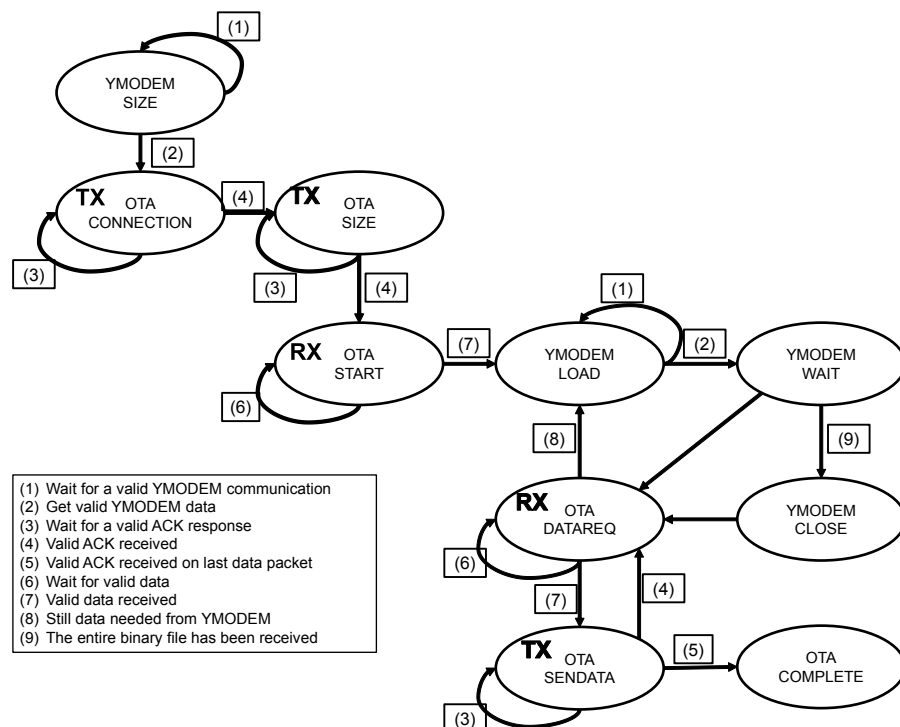 (1)
YMODEM
SIZE
(2)
TX
OTA
CONNECTION
(4)
TX
OTA
SIZE
(3)
(3)
(4)
(1)
RX
OTA
START
(7)
YMODEM
LOAD
(2)
YMODEM
WAIT
(6)
(8)
(9)
(1) Wait for a valid YMODEM communication
(2) Get valid YMODEM data
(3) Wait for a valid ACK response
(4) Valid ACK received
(5) Valid ACK received on last data packet
(6) Wait for valid data
(7) Valid data received
(8) Still data needed from YMODEM
(9) The entire binary file has been received
RX
OTA
DATAREQ
YMODEM
CLOSE
(6)
(7)
(4)
TX
OTA
SENDATA
(5)
OTA
COMPLETE
(3)